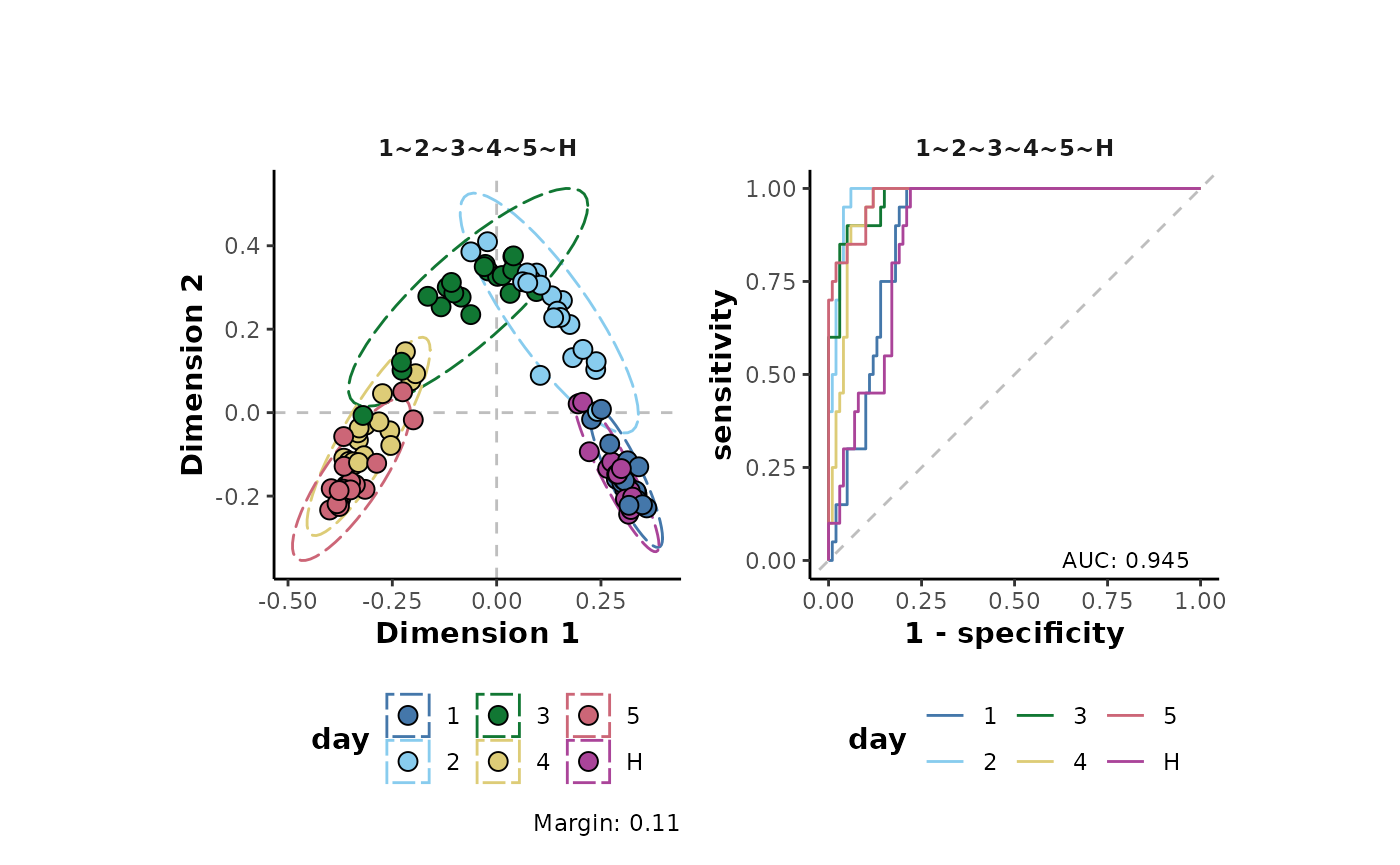 1~2~3~4~5~H
Dimension 2
0.4
0.2
0.0
-0.2
-0.50 -0.25 0.00 0.25
Dimension 1
day
1 3 5
2 4 H
Margin: 0.11
1~2~3~4~5~H
sensitivity
1.00
0.75
0.50
0.25
0.00
AUC: 0.945
0.00 0.25 0.50 0.75 1.00
1 - specificity
day
1 3 5
2 4 H